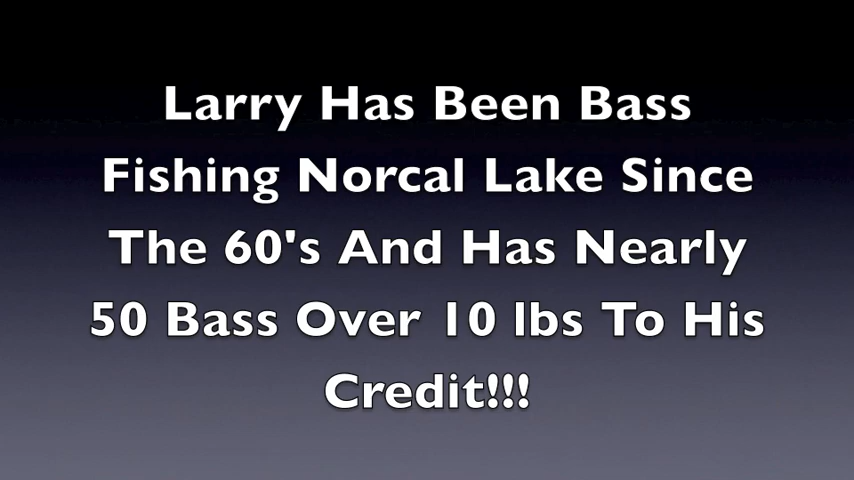 Larry Has Been Bass
Fishing Norcal Lake Since
The 60's And Has Nearly
50 Bass Over 10 lbs To His
Credit!!!